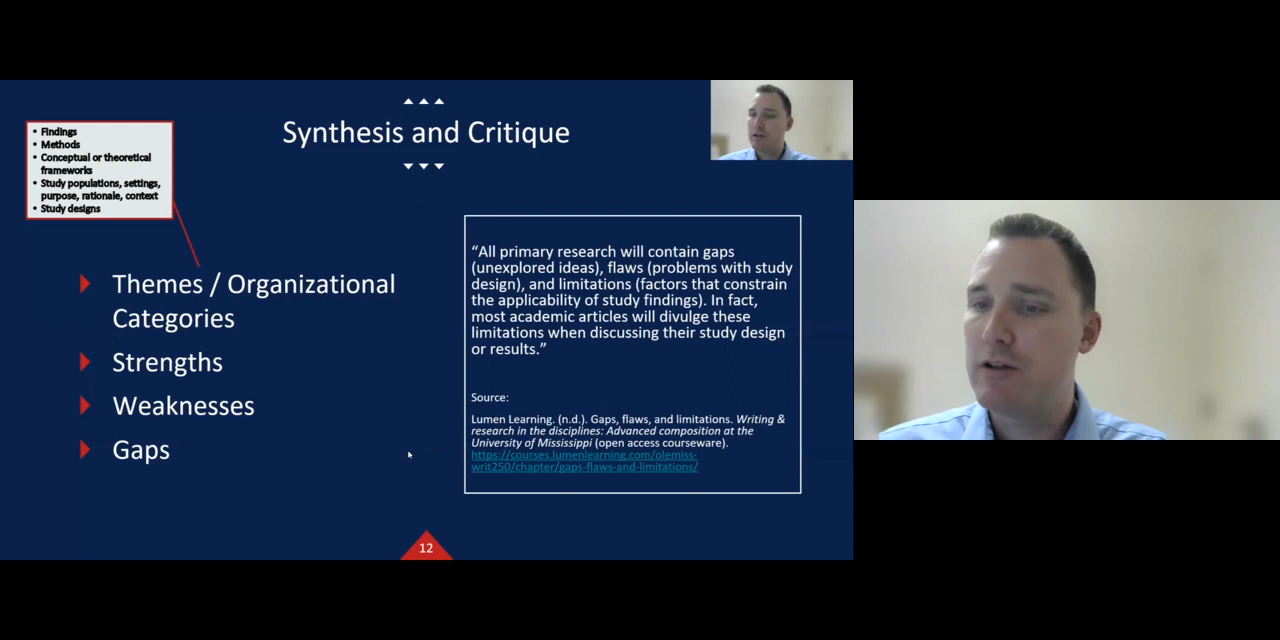 Synthesis and Critique
• Findings
• Methods
• Conceptual or theoretical
frameworks
• Study populations, settings,
purpose, rationale, context
• Study designs
Themes / Organizational
Categories
Strengths
Weaknesses
Gaps
“All primary research will contain gaps
(unexplored ideas), flaws (problems with study
design), and limitations (factors that constrain
the applicability of study findings). In fact,
most academic articles will divulge these
limitations when discussing their study design
or results.”
Source:
Lumen Learning. (n.d.). Gaps, flaws, and limitations. Writing &
research in the disciplines: Advanced composition at the
University of Mississippi (open access courseware).
https://courses.lumenlearning.com/olemiss-
writ250/chapter/gaps-flaws-and-limitations/
12